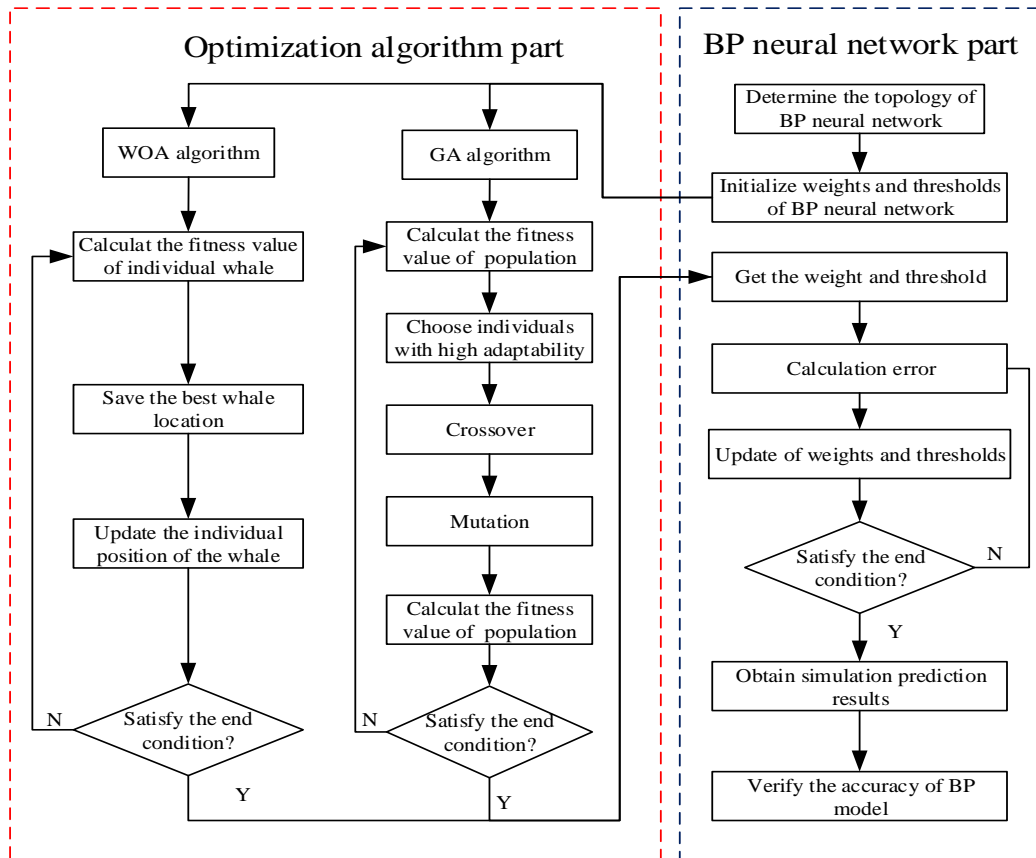 Optimization algorithm part
WOA algorithm
Calculat the fitness value
of individual whale
Save the best whale
location
Update the individual
position of the whale
Satisfy the end
condition?
N
Y
GA algorithm
Calculat the fitness
value of  population
Choose individuals
with high adaptability
Crossover
Mutation
Calculat the fitness
value of  population
Satisfy the end
condition?
N
Y
BP neural network part
Determine the topology of
BP neural network
Initialize weights and thresholds
of BP neural network
Get the weight and threshold
Calculation error
Update of weights and thresholds
Satisfy the end
condition?
N
Y
Obtain simulation prediction
results
Verify the accuracy of BP
model